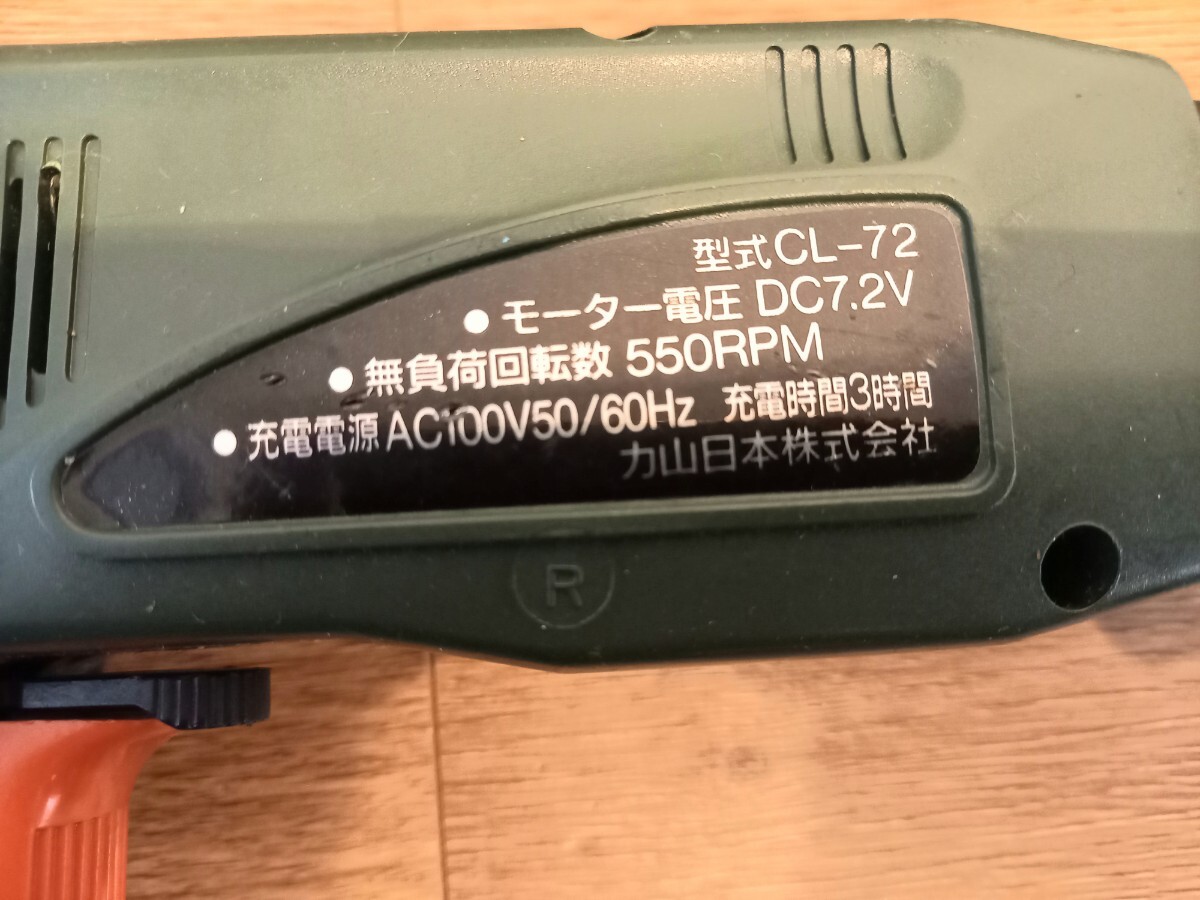 型式CL-72
● モーター電圧 DC7.2V
● 無負荷回転数 550RPM
● 充電電源 AC100V50/60Hz 充電時間3時間
力山日本株式会社
R